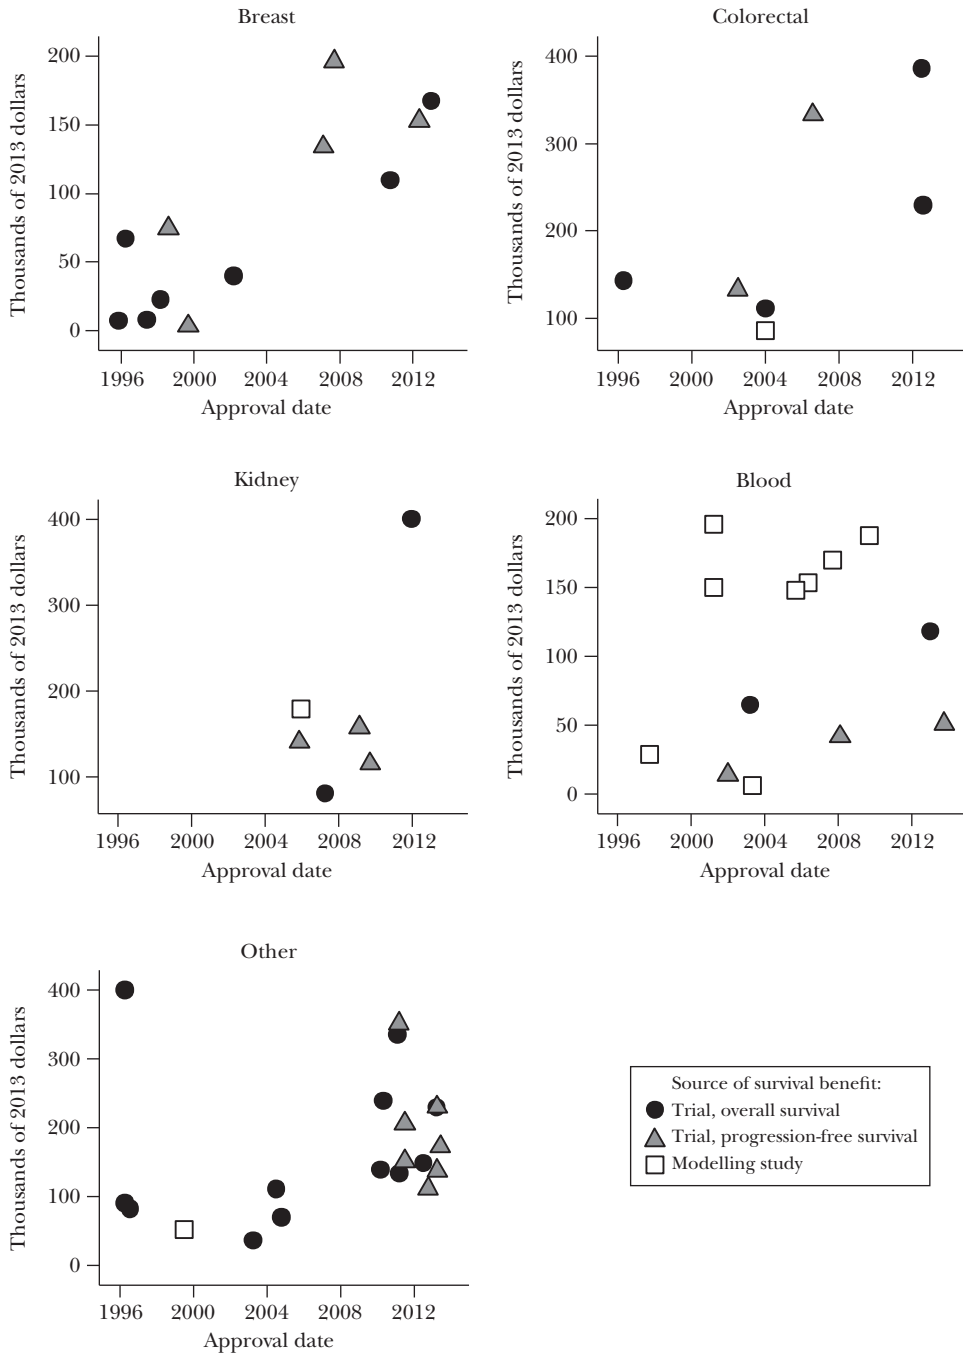 Breast
Thousands of 2013 dollars
200
150
100
50
0
1996 2000 2004 2008 2012
Approval date
Colorectal
Thousands of 2013 dollars
400
300
200
100
1996 2000 2004 2008 2012
Approval date
Kidney
Thousands of 2013 dollars
400
300
200
100
1996 2000 2004 2008 2012
Approval date
Blood
Thousands of 2013 dollars
200
150
100
50
0
1996 2000 2004 2008 2012
Approval date
Other
Thousands of 2013 dollars
400
300
200
100
0
1996 2000 2004 2008 2012
Approval date
Source of survival benefit:
Trial, overall survival
Trial, progression-free survival
Modelling study